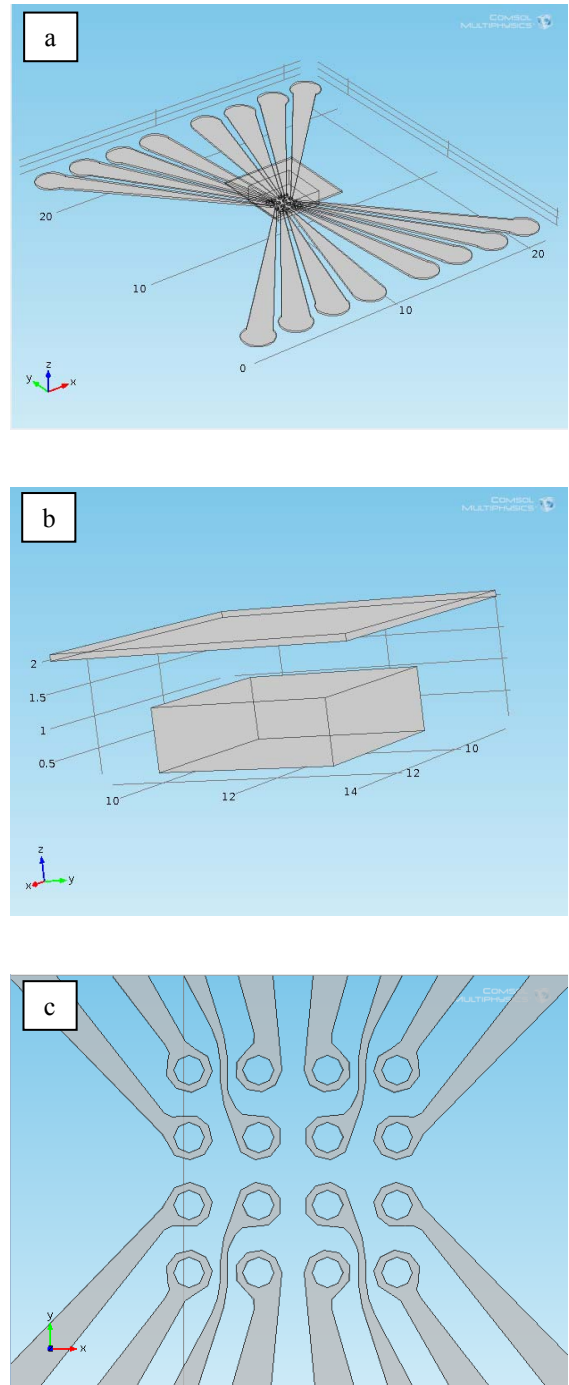 a
COMSOL
MULTIPHYSICS
20
10
0
10
20
y
z
x
b
COMSOL
MULTIPHYSICS
2
1.5
1
0.5
10
12
14
12
10
z
x
y
c
COMSOL
MULTIPHYSICS
y
x